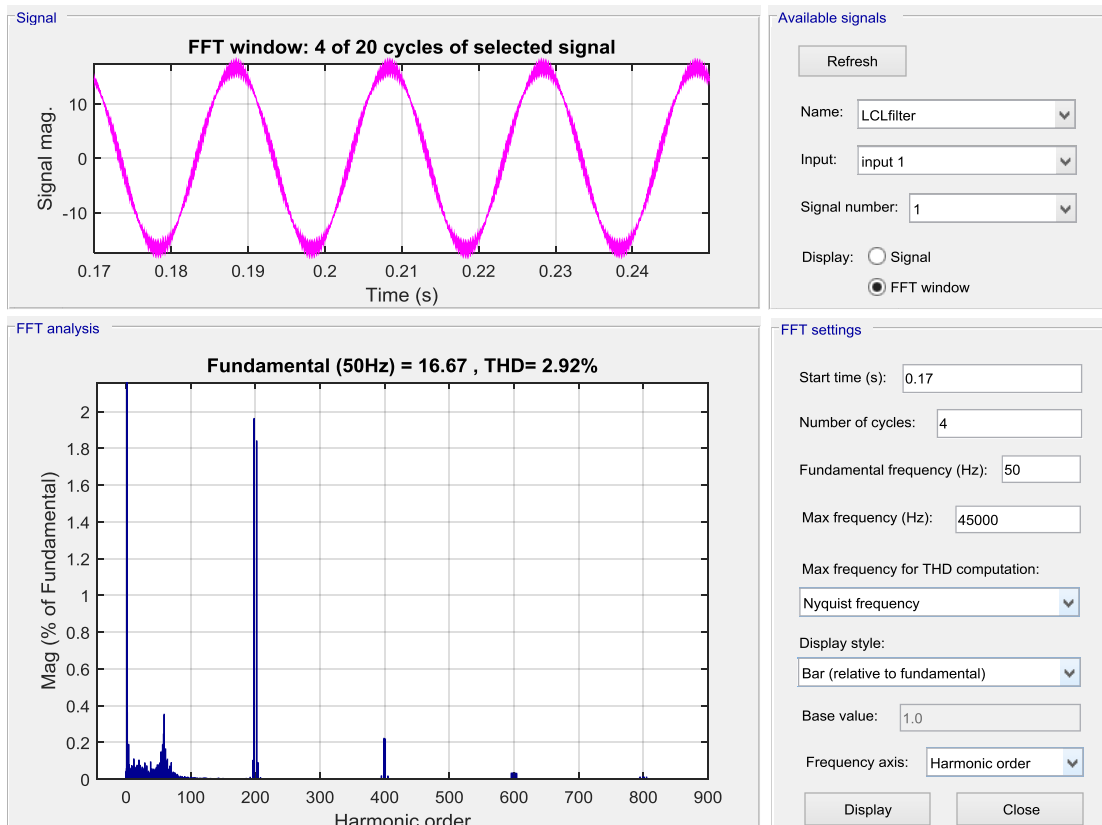 Signal
FFT window: 4 of 20 cycles of selected signal
Signal mag.
10
0
-10
0.17
0.18
0.19
0.2
0.21
0.22
0.23
0.24
Time (s)
Available signals
Refresh
Name:
LCLfilter
Input:
input 1
Signal number:
1
Display:
Signal
FFT window
FFT analysis
Fundamental (50Hz) = 16.67 , THD= 2.92%
Mag (% of Fundamental)
2
1.8
1.6
1.4
1.2
1
0.8
0.6
0.4
0.2
0
0
100
200
300
400
500
600
700
800
900
Harmonic order
FFT settings
Start time (s):
0.17
Number of cycles:
4
Fundamental frequency (Hz):
50
Max frequency (Hz):
45000
Max frequency for THD computation:
Nyquist frequency
Display style:
Bar (relative to fundamental)
Base value:
1.0
Frequency axis:
Harmonic order
Display
Close